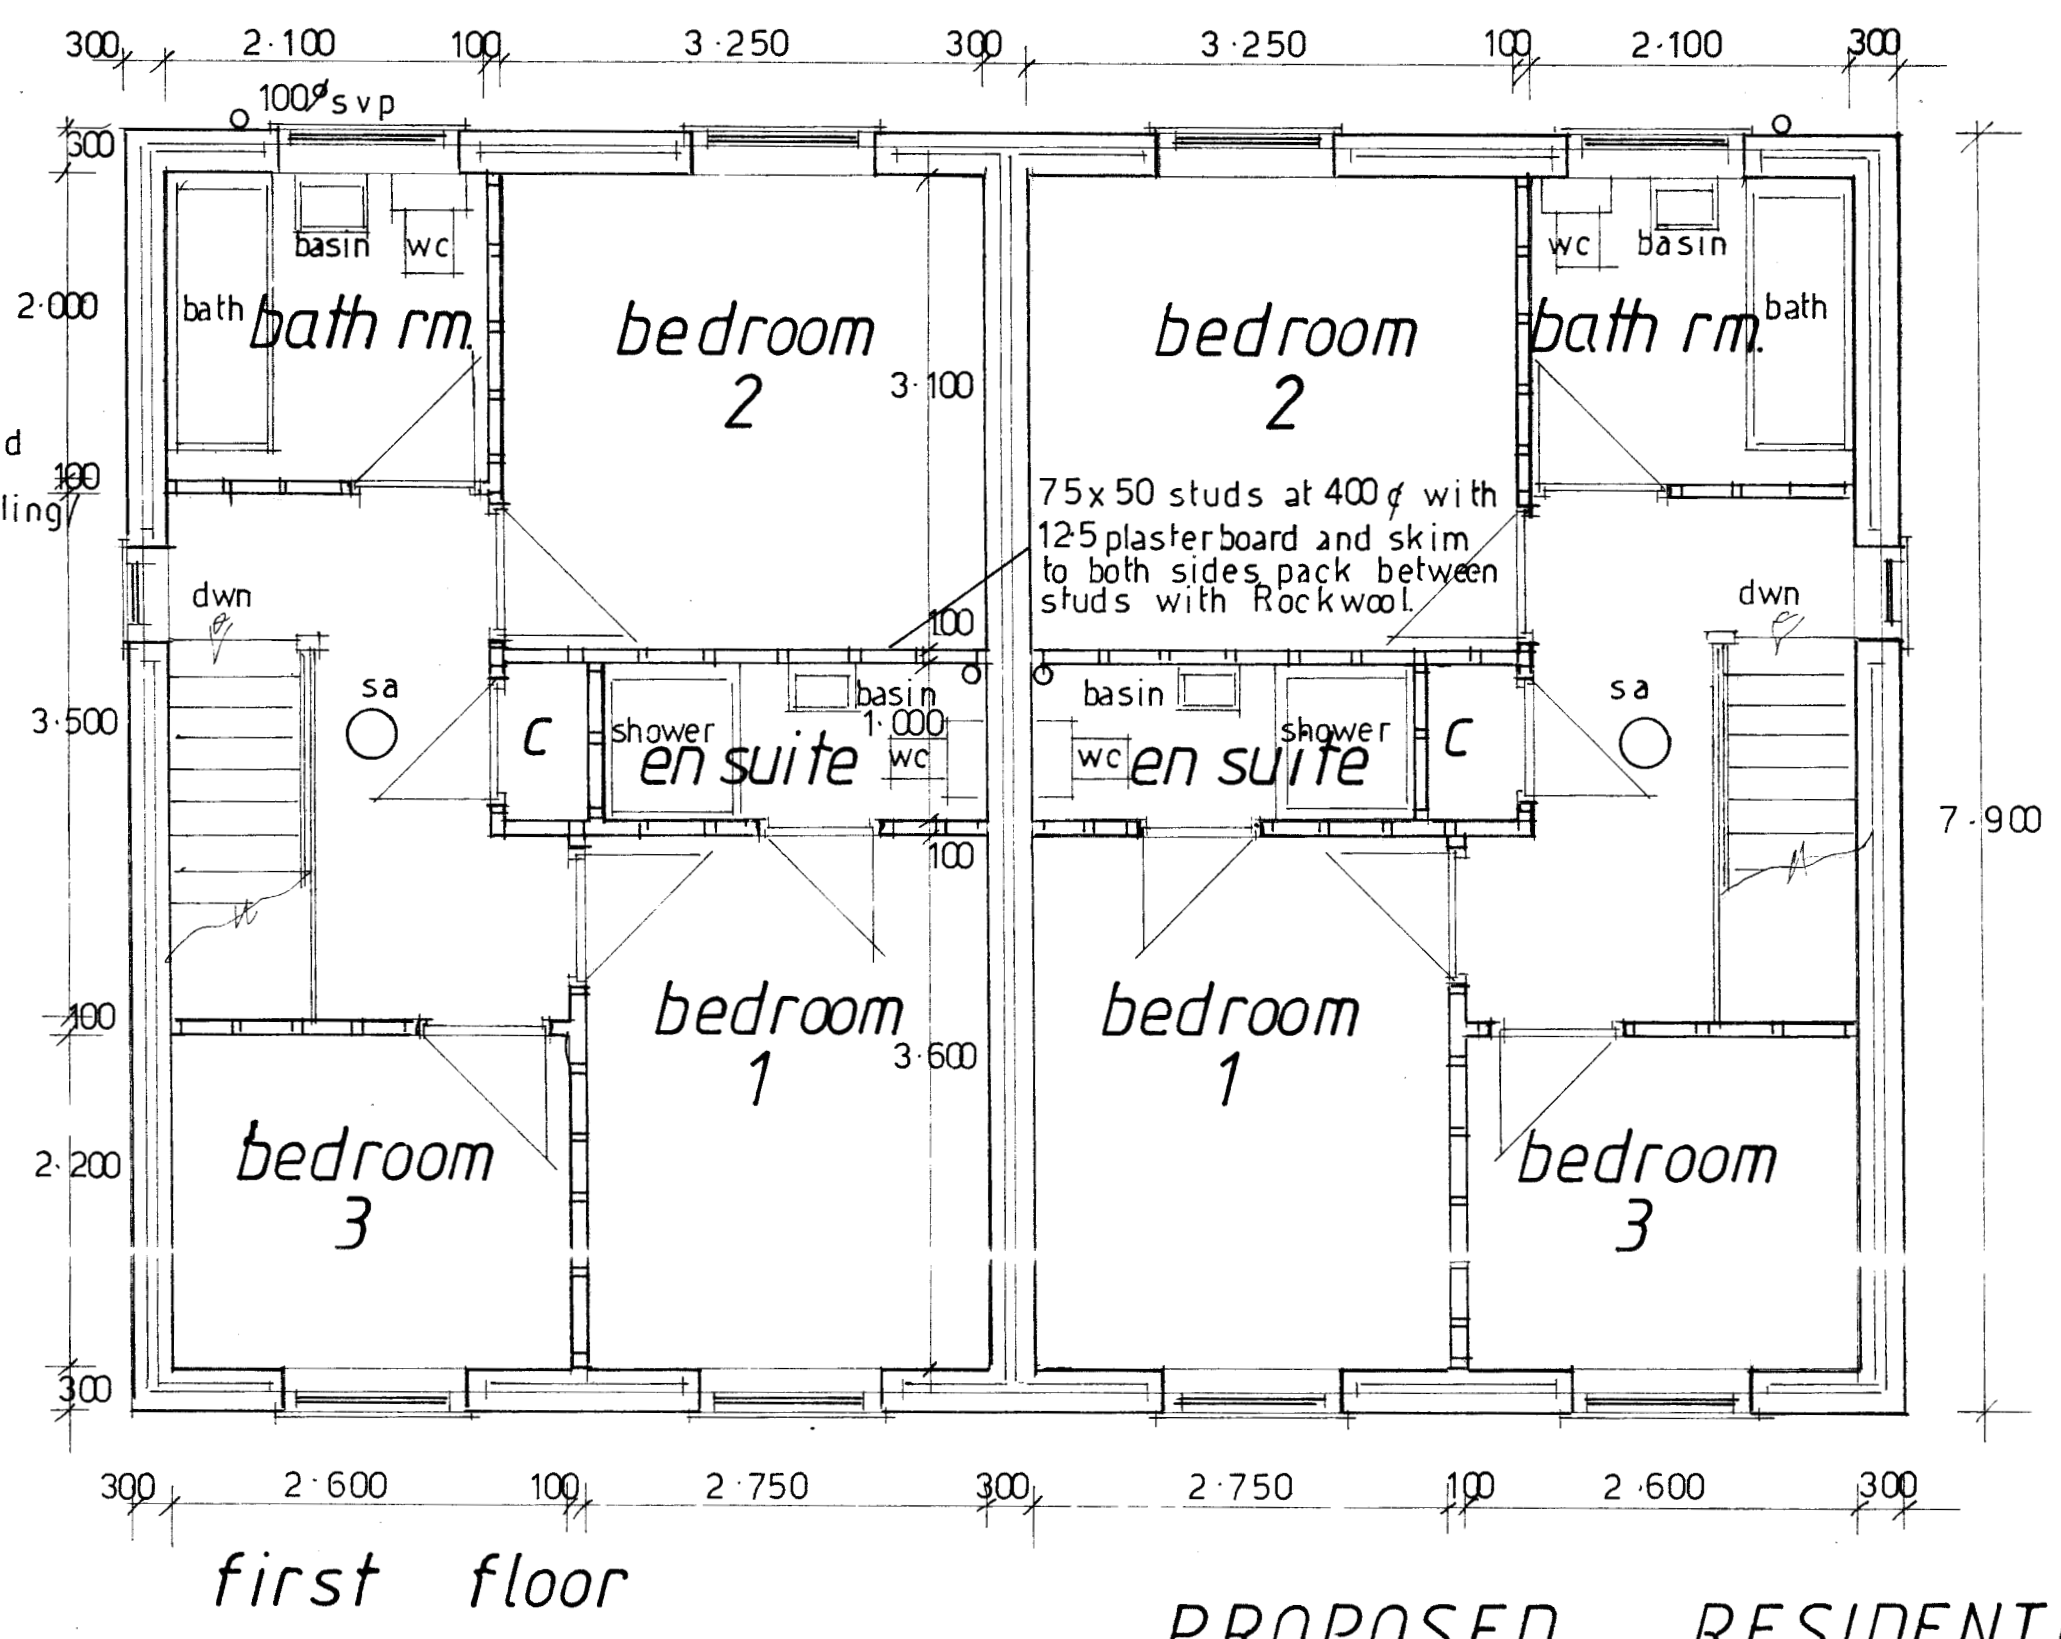 300 2·100 100 3·250 300 3·250 100 2·100 300
100ø svp
300
basin wc wc basin
2·000 bath bath rm. bedroom 2 bedroom 2 bath rm. bath
3·100
d
100
ling/
75x50 studs at 400 ¢ with
12·5 plasterboard and skim
to both sides, pack between
studs with Rockwool.
dwn dwn
100
sa sa
3·500 C shower basin basin shower C
1·000
en suite wc wc en suite
7·900
100
100 bedroom 1 bedroom 1
3·600
2·200 bedroom 3 bedroom 3
300
300 2·600 100 2·750 300 2·750 100 2·600 300
first floor
PROPOSED RESIDENT